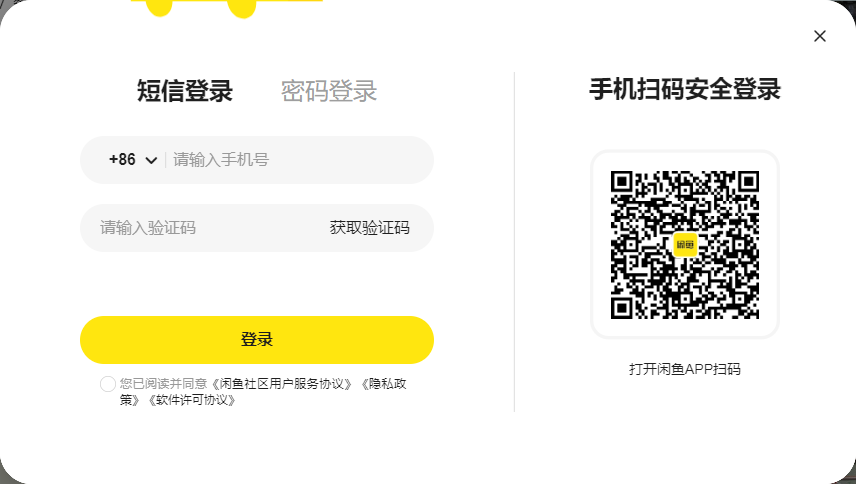 短信登录
密码登录
+86
请输入手机号
请输入验证码
获取验证码
登录
您已阅读并同意《闲鱼社区用户服务协议》《隐私政
策》《软件许可协议》
手机扫码安全登录
闲鱼
打开闲鱼APP扫码